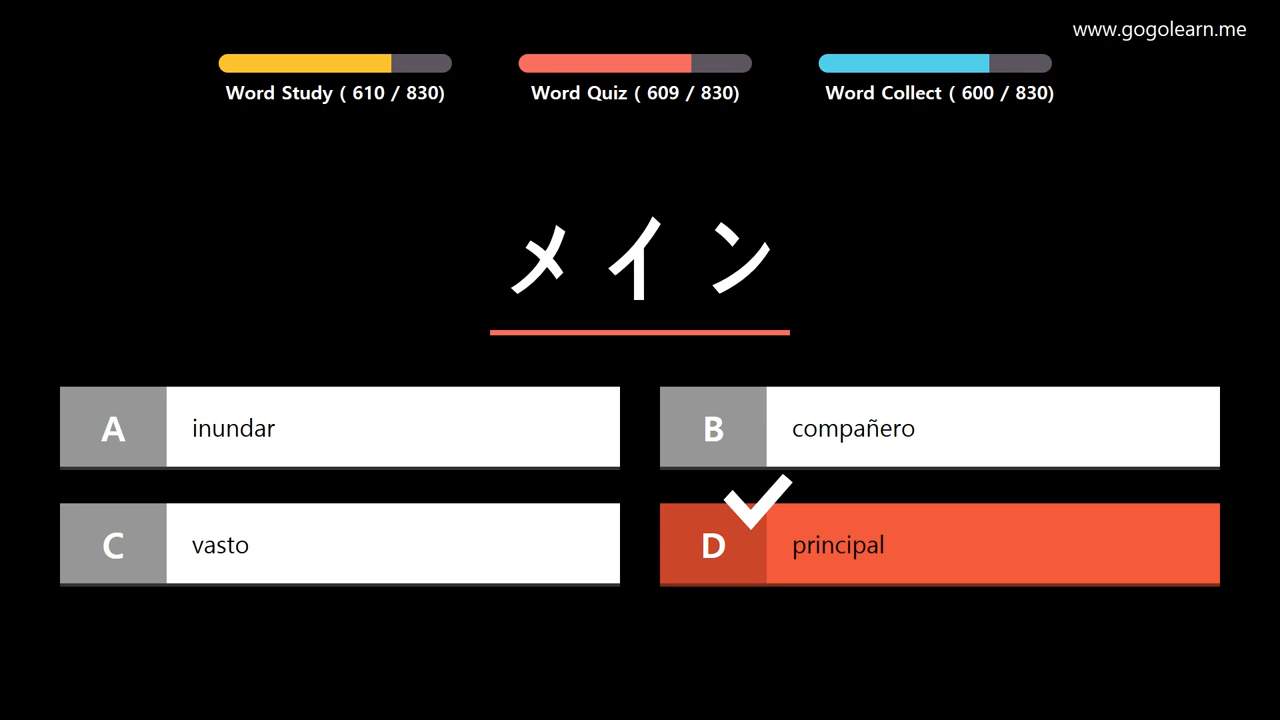 www.gogolearn.me
Word Study ( 610 / 830)
Word Quiz ( 609 / 830)
Word Collect ( 600 / 830)
メイン
A inundar
B compañero
C vasto
D principal